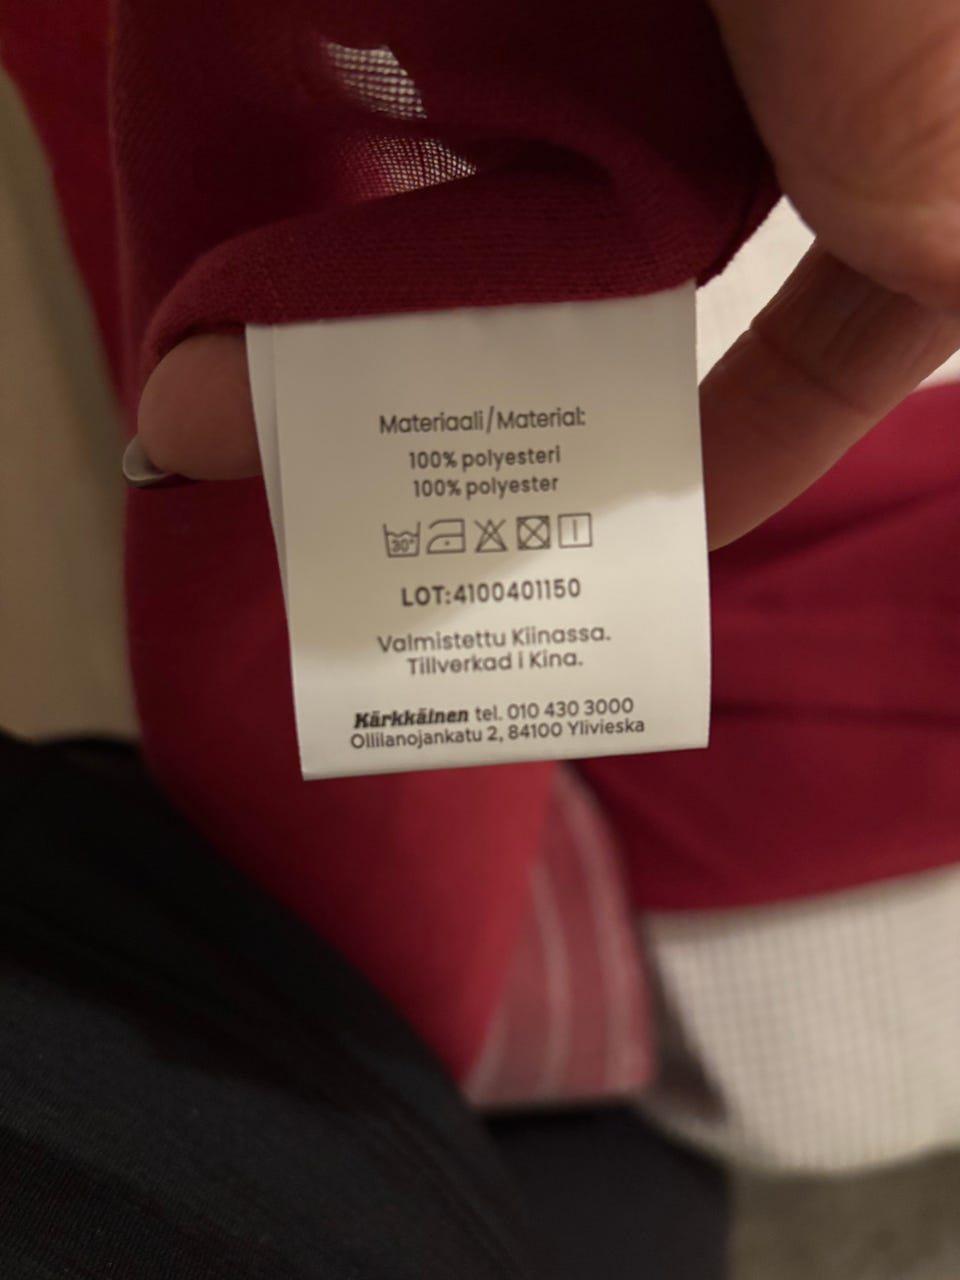 Materiaali/Material:
100% polyesteri
100% polyester
30°
LOT:4100401150
Valmistettu Kiinassa.
Tillverkad i Kina.
Kärkkäinen tel. 010 430 3000
Ollilanojankatu 2, 84100 Ylivieska